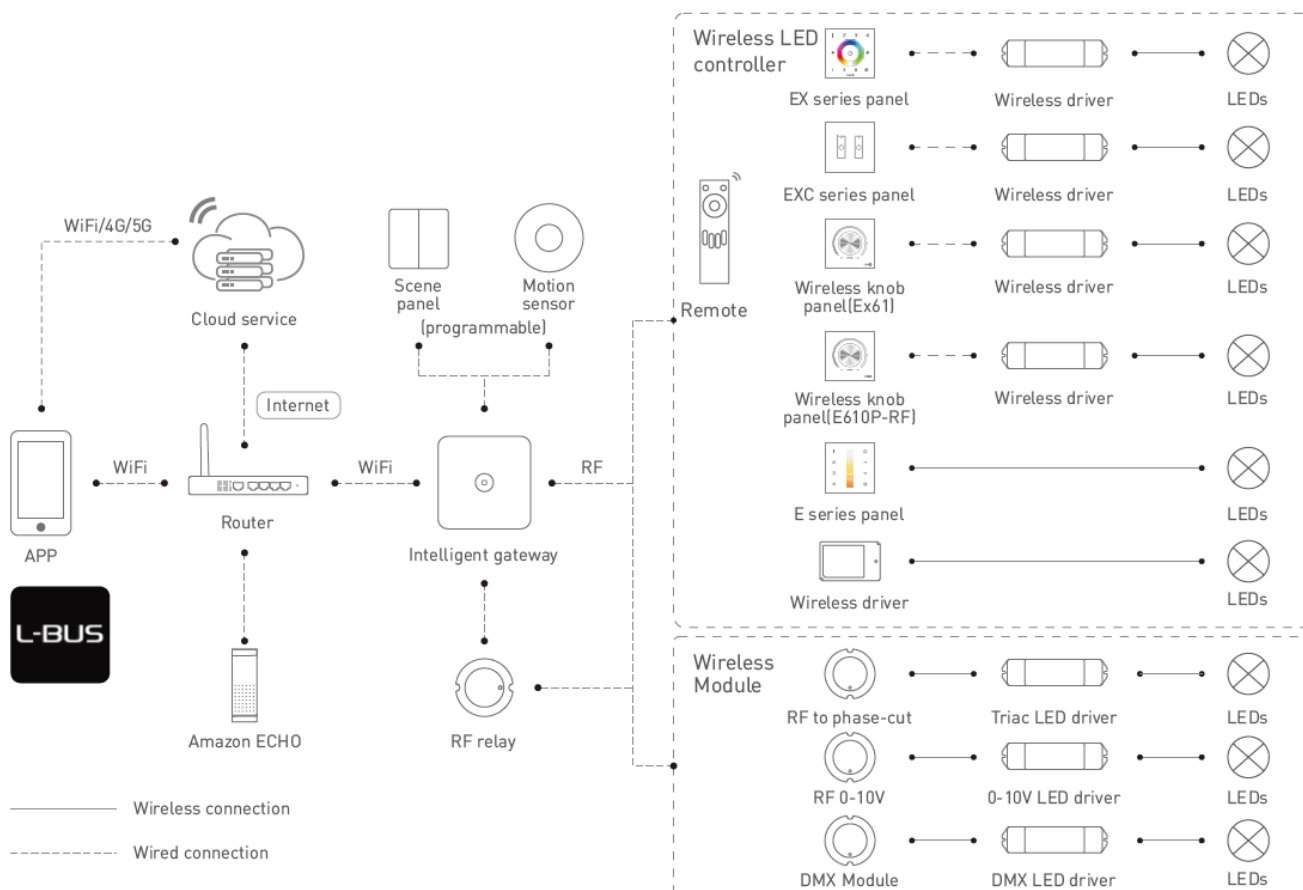 Wireless LED
controller
EX series panel
Wireless driver
LEDs
EXC series panel
Wireless driver
LEDs
WiFi/4G/5G
Cloud service
Scene
panel
Motion
sensor
(programmable)
Remote
Wireless knob
panel(Ex61)
Wireless driver
LEDs
Internet
Wireless knob
panel(E610P-RF)
Wireless driver
LEDs
WiFi
WiFi
RF
APP
Router
Intelligent gateway
E series panel
LEDs
L-BUS
Wireless driver
LEDs
Amazon ECHO
RF relay
Wireless
Module
RF to phase-cut
Triac LED driver
LEDs
RF 0-10V
0-10V LED driver
LEDs
DMX Module
DMX LED driver
LEDs
Wireless connection
Wired connection